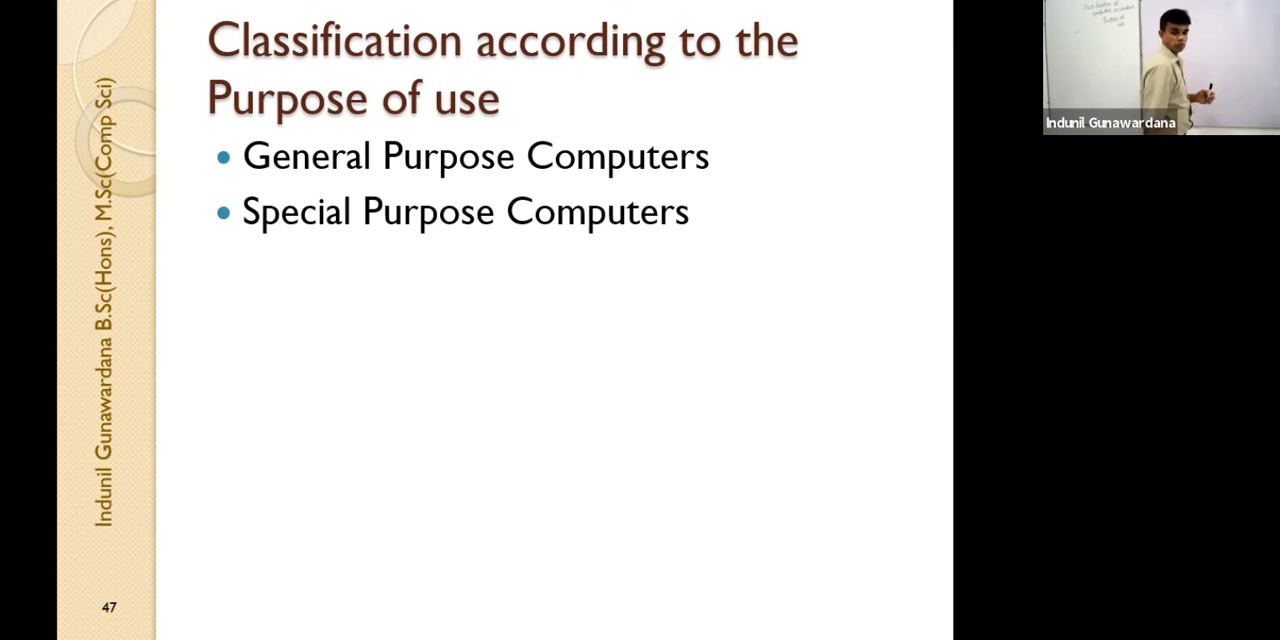 Classification according to the
Purpose of use
General Purpose Computers
Special Purpose Computers
Indunil Gunawardana B.Sc(Hons), M.Sc(Comp Sci)
47
Indunil Gunawardana